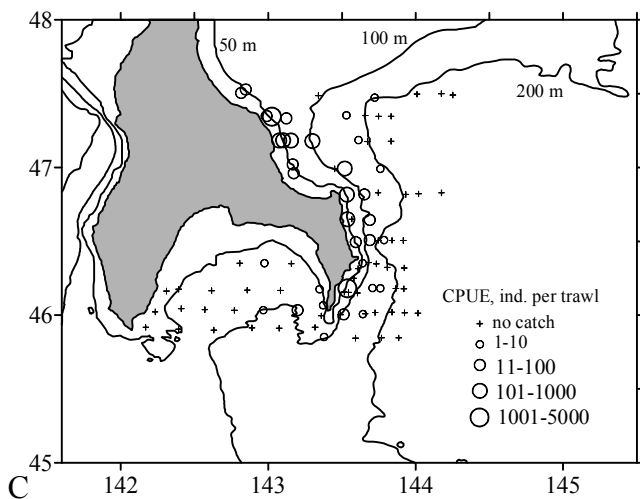 48
50 m
100 m
200 m
47
46
CPUE, ind. per trawl
no catch
1-10
11-100
101-1000
1001-5000
45
C
142
143
144
145